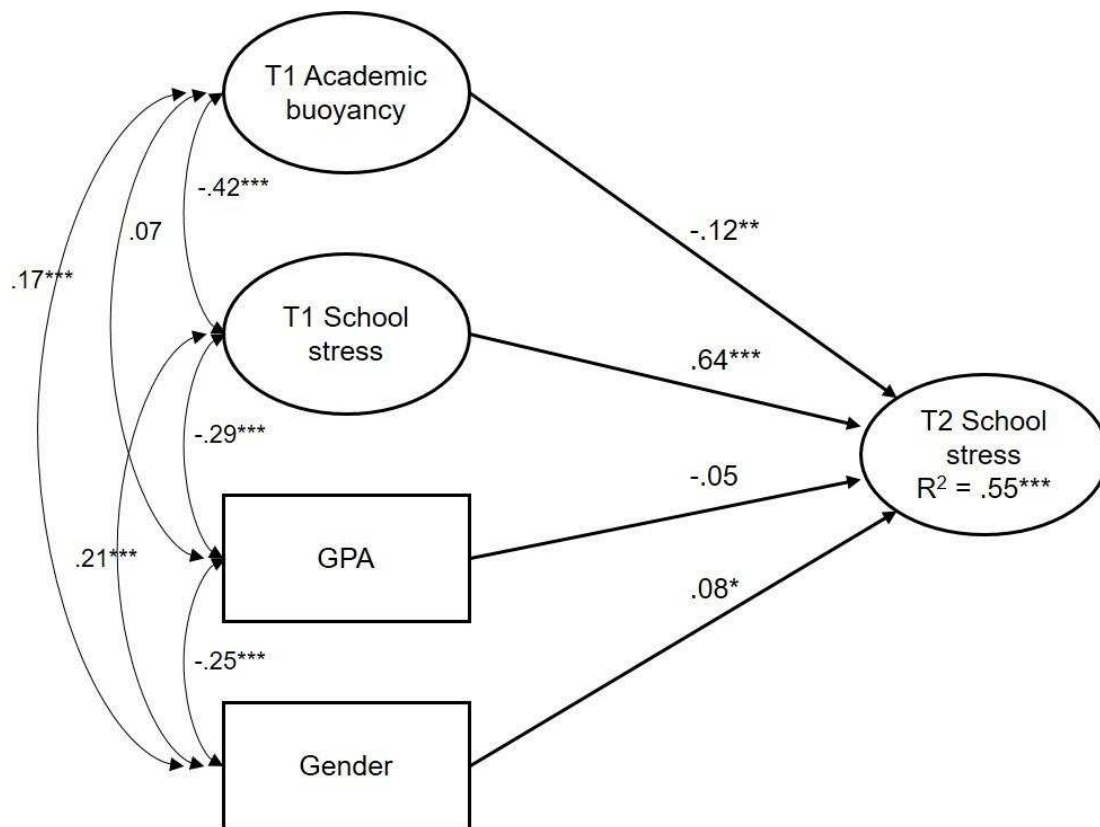 T1 Academic
buoyancy
-.42***
-.12**
.07
.17***
T1 School
stress
.64***
T2 School
stress
R² = .55***
-.29***
-.05
GPA
.21***
.08*
-.25***
Gender